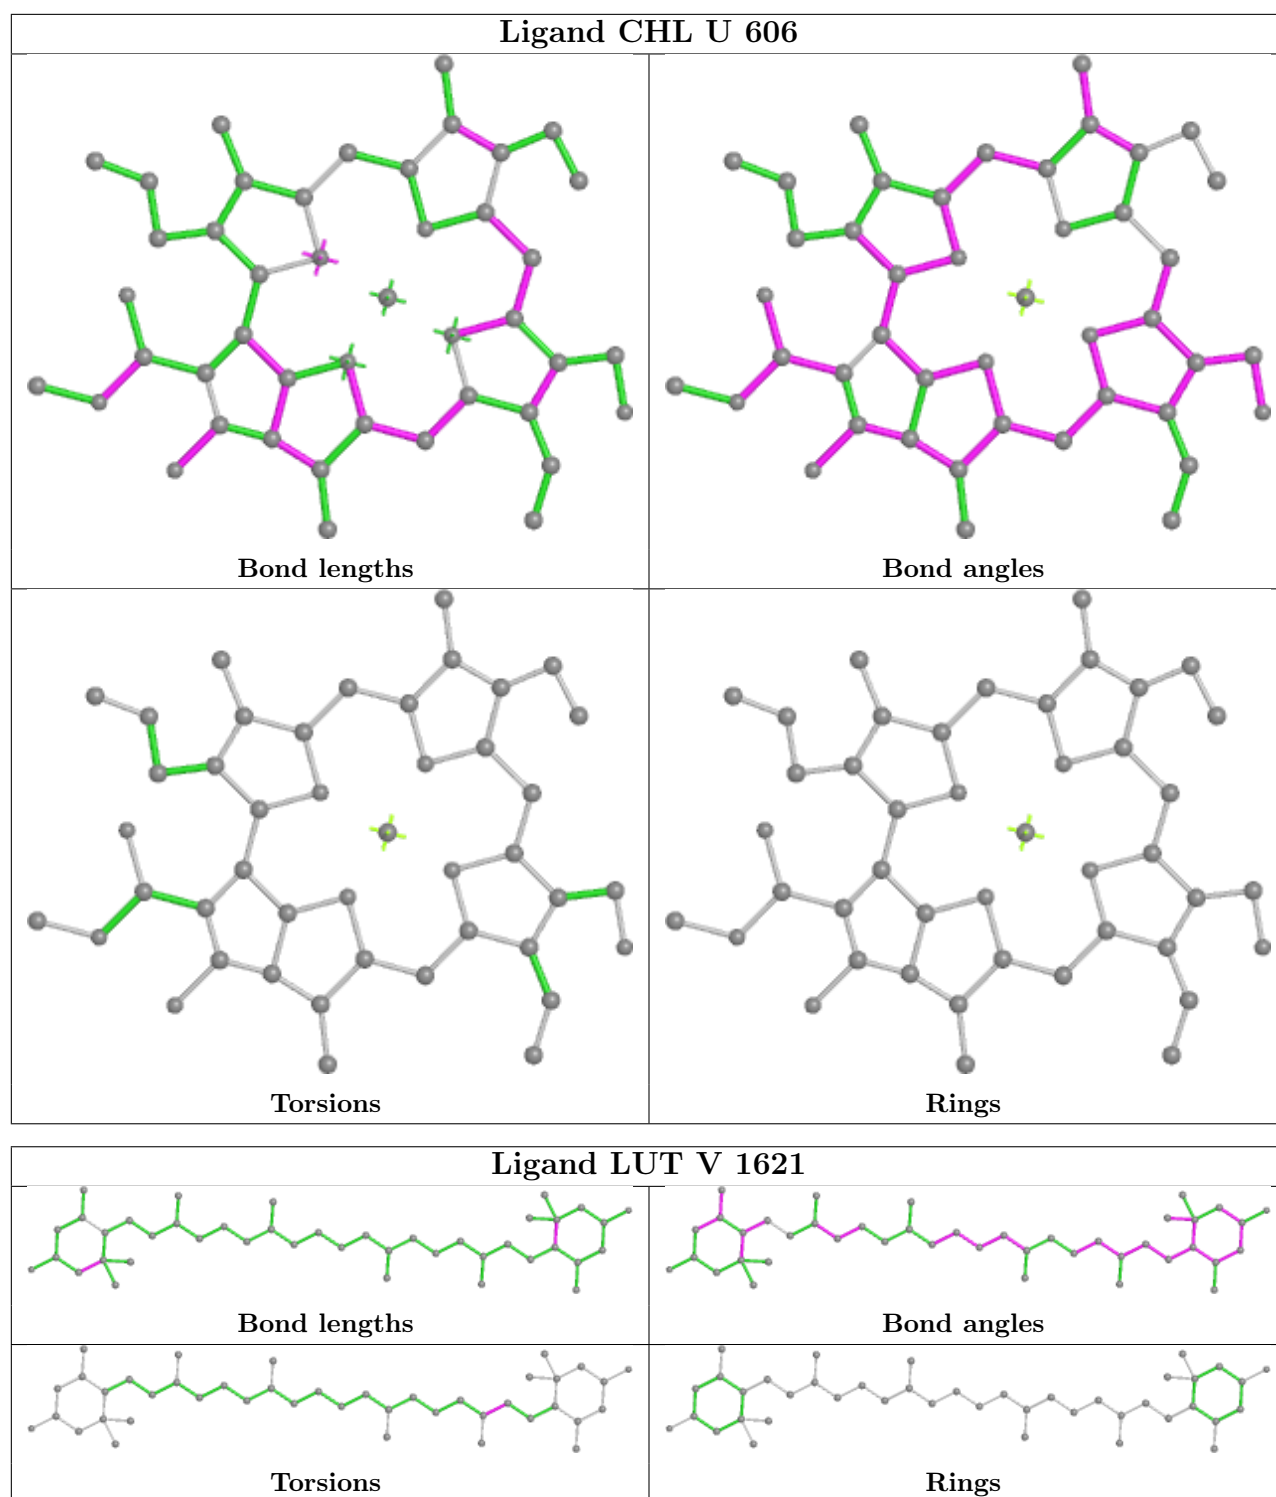 Ligand CHL U 606
Bond lengths
Bond angles
Torsions
Rings
Ligand LUT V 1621
Bond lengths
Bond angles
Torsions
Rings